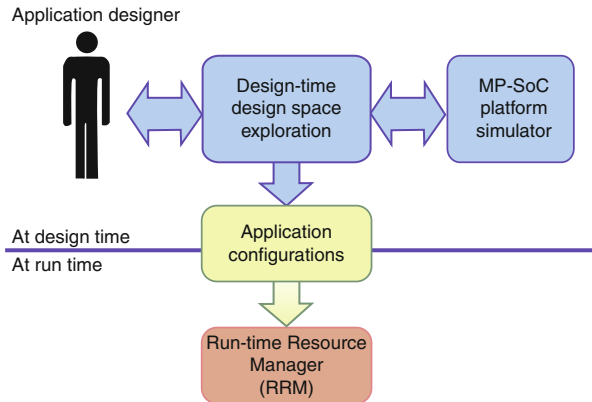 Application designer
Design-time
design space
exploration
MP-SoC
platform
simulator
At design time
At run time
Application
configurations
Run-time Resource
Manager
(RRM)